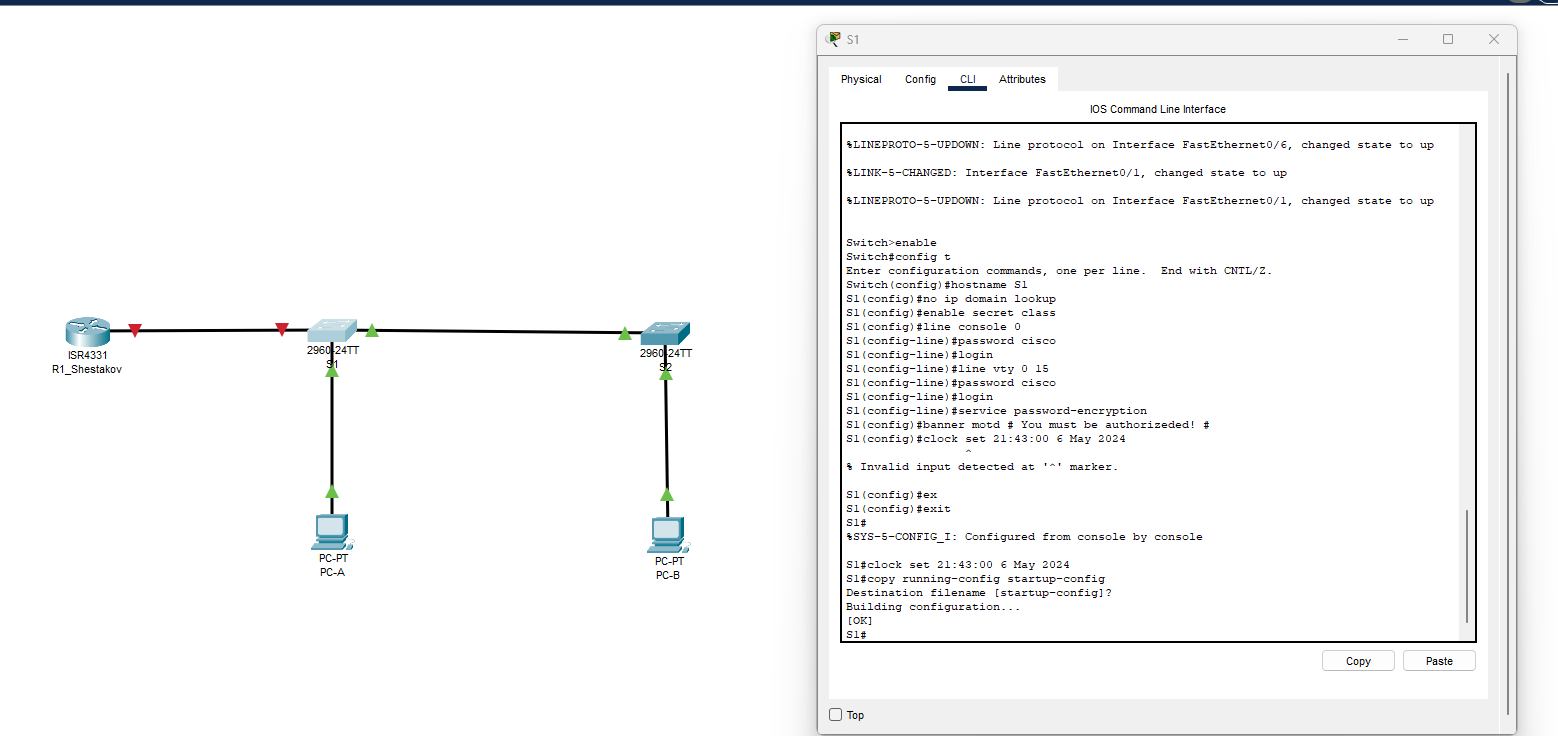 ISR4331
R1_Shestakov
2960-24TT
S1
2960-24TT
S2
PC-PT
PC-A
PC-PT
PC-B
S1
Physical Config CLI Attributes
IOS Command Line Interface
%LINEPROTO-5-UPDOWN: Line protocol on Interface FastEthernet0/6, changed state to up
%LINK-5-CHANGED: Interface FastEthernet0/1, changed state to up
%LINEPROTO-5-UPDOWN: Line protocol on Interface FastEthernet0/1, changed state to up
Switch>enable
Switch#config t
Enter configuration commands, one per line. End with CNTL/Z.
Switch(config)#hostname S1
S1(config)#no ip domain lookup
S1(config)#enable secret class
S1(config)#line console 0
S1(config-line)#password cisco
S1(config-line)#login
S1(config-line)#line vty 0 15
S1(config-line)#password cisco
S1(config-line)#login
S1(config-line)#service password-encryption
S1(config)#banner motd # You must be authorizeded! #
S1(config)#clock set 21:43:00 6 May 2024
^
% Invalid input detected at '^' marker.
S1(config)#ex
S1(config)#exit
S1#
%SYS-5-CONFIG_I: Configured from console by console
S1#clock set 21:43:00 6 May 2024
S1#copy running-config startup-config
Destination filename [startup-config]?
Building configuration...
[OK]
S1#
Copy Paste
Top